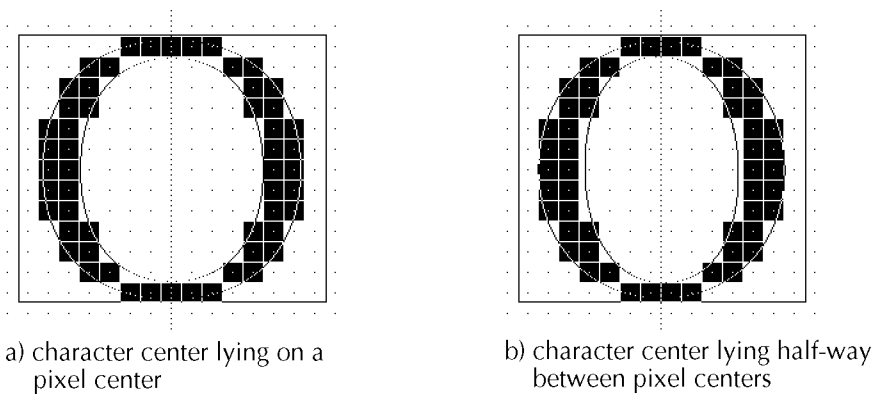 a) character center lying on a
pixel center
b) character center lying half-way
between pixel centers